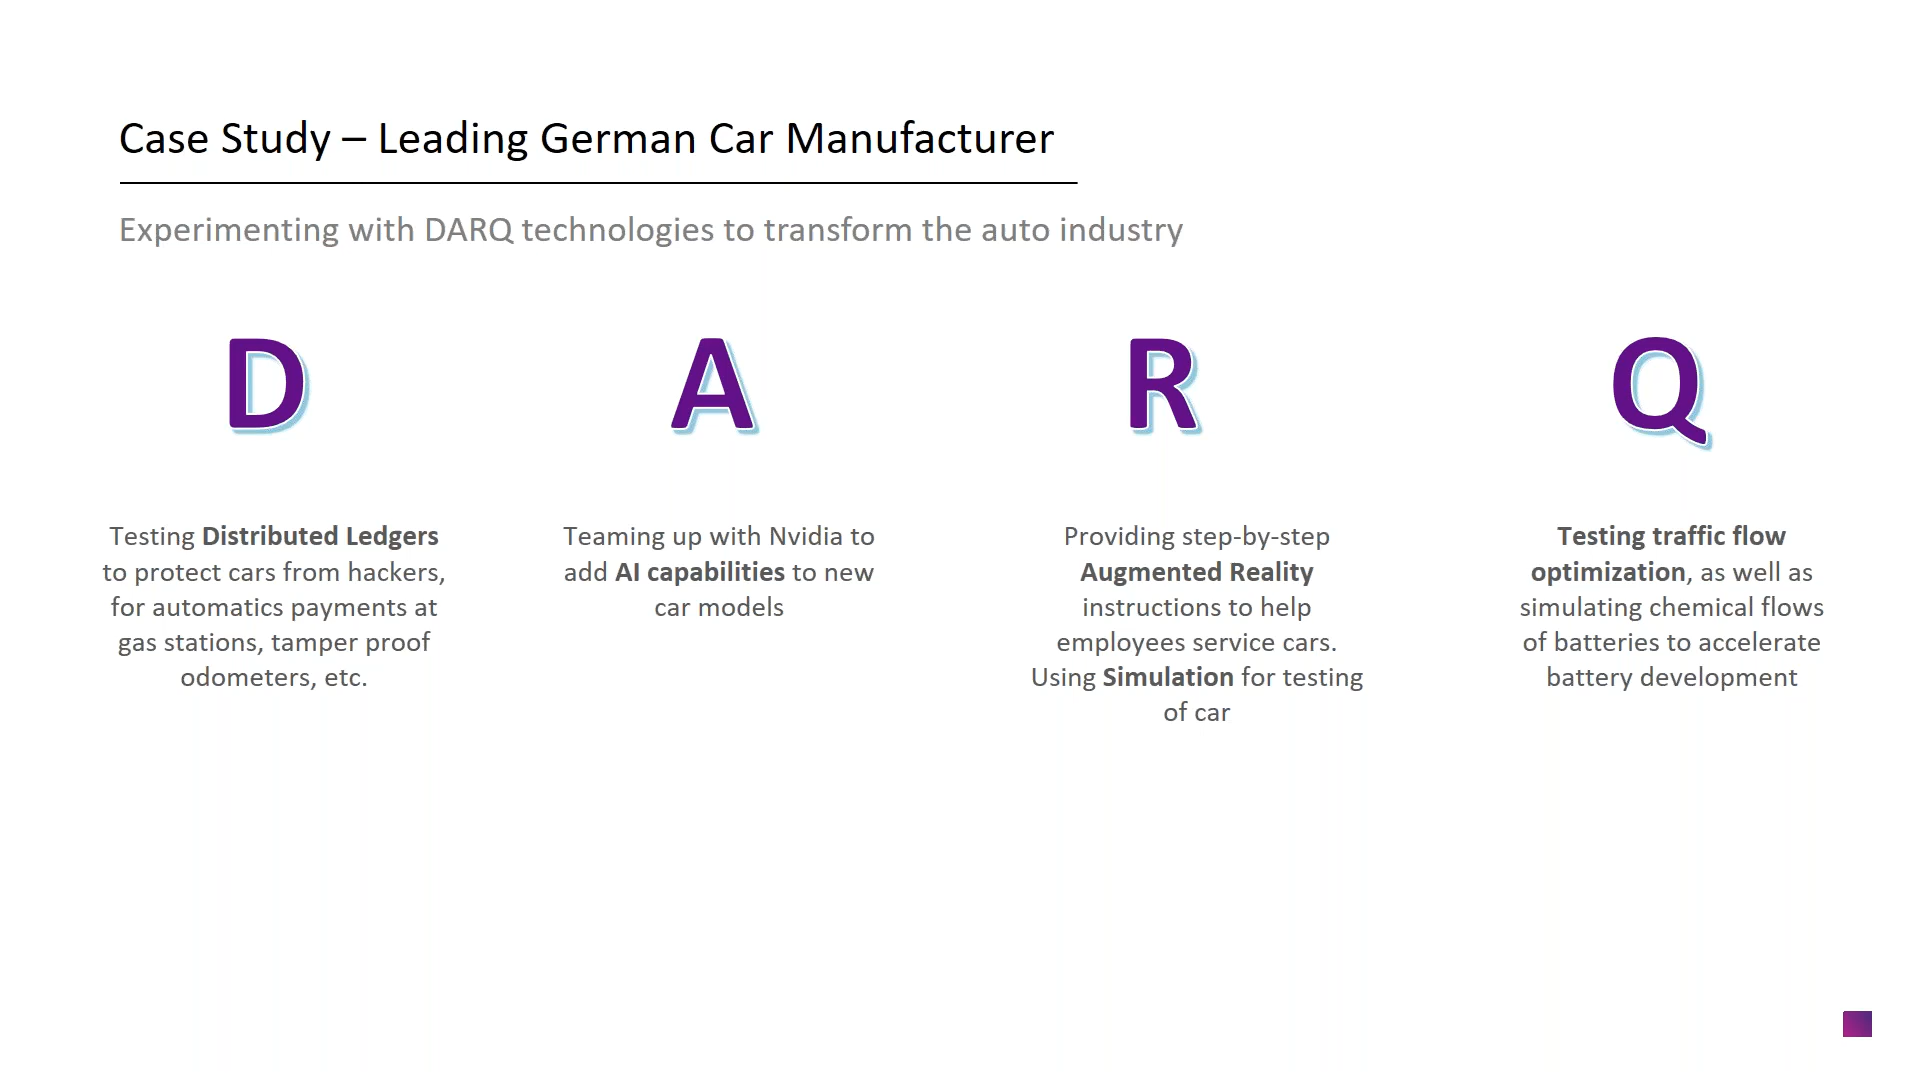 Case Study – Leading German Car Manufacturer
Experimenting with DARQ technologies to transform the auto industry
D
Testing Distributed Ledgers
to protect cars from hackers,
for automatics payments at
gas stations, tamper proof
odometers, etc.
A
Teaming up with Nvidia to
add AI capabilities to new
car models
R
Providing step-by-step
Augmented Reality
instructions to help
employees service cars.
Using Simulation for testing
of car
Q
Testing traffic flow
optimization, as well as
simulating chemical flows
of batteries to accelerate
battery development